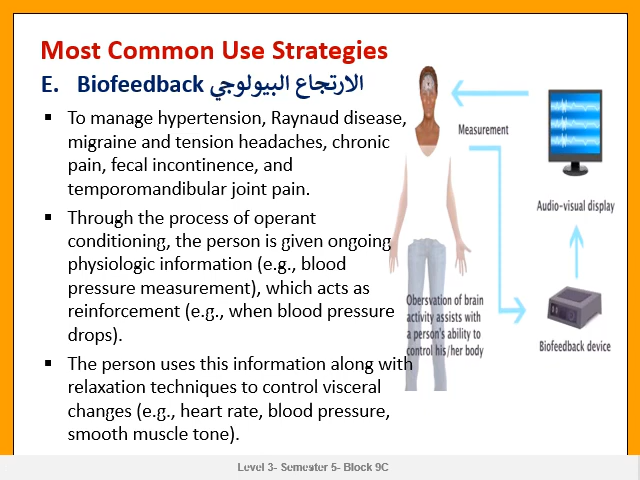 Most Common Use Strategies
E. Biofeedback الارتجاع البيولوجي
▪ To manage hypertension, Raynaud disease,
migraine and tension headaches, chronic
pain, fecal incontinence, and
temporomandibular joint pain.
▪ Through the process of operant
conditioning, the person is given ongoing
physiologic information (e.g., blood
pressure measurement), which acts as
reinforcement (e.g., when blood pressure
drops).
▪ The person uses this information along with
relaxation techniques to control visceral
changes (e.g., heart rate, blood pressure,
smooth muscle tone).
Measurement
Audio-visual display
Obersvation of brain
activity assists with
a person's ability to
control his/her body
Biofeedback device
Level 3- Semester 5- Block 9C